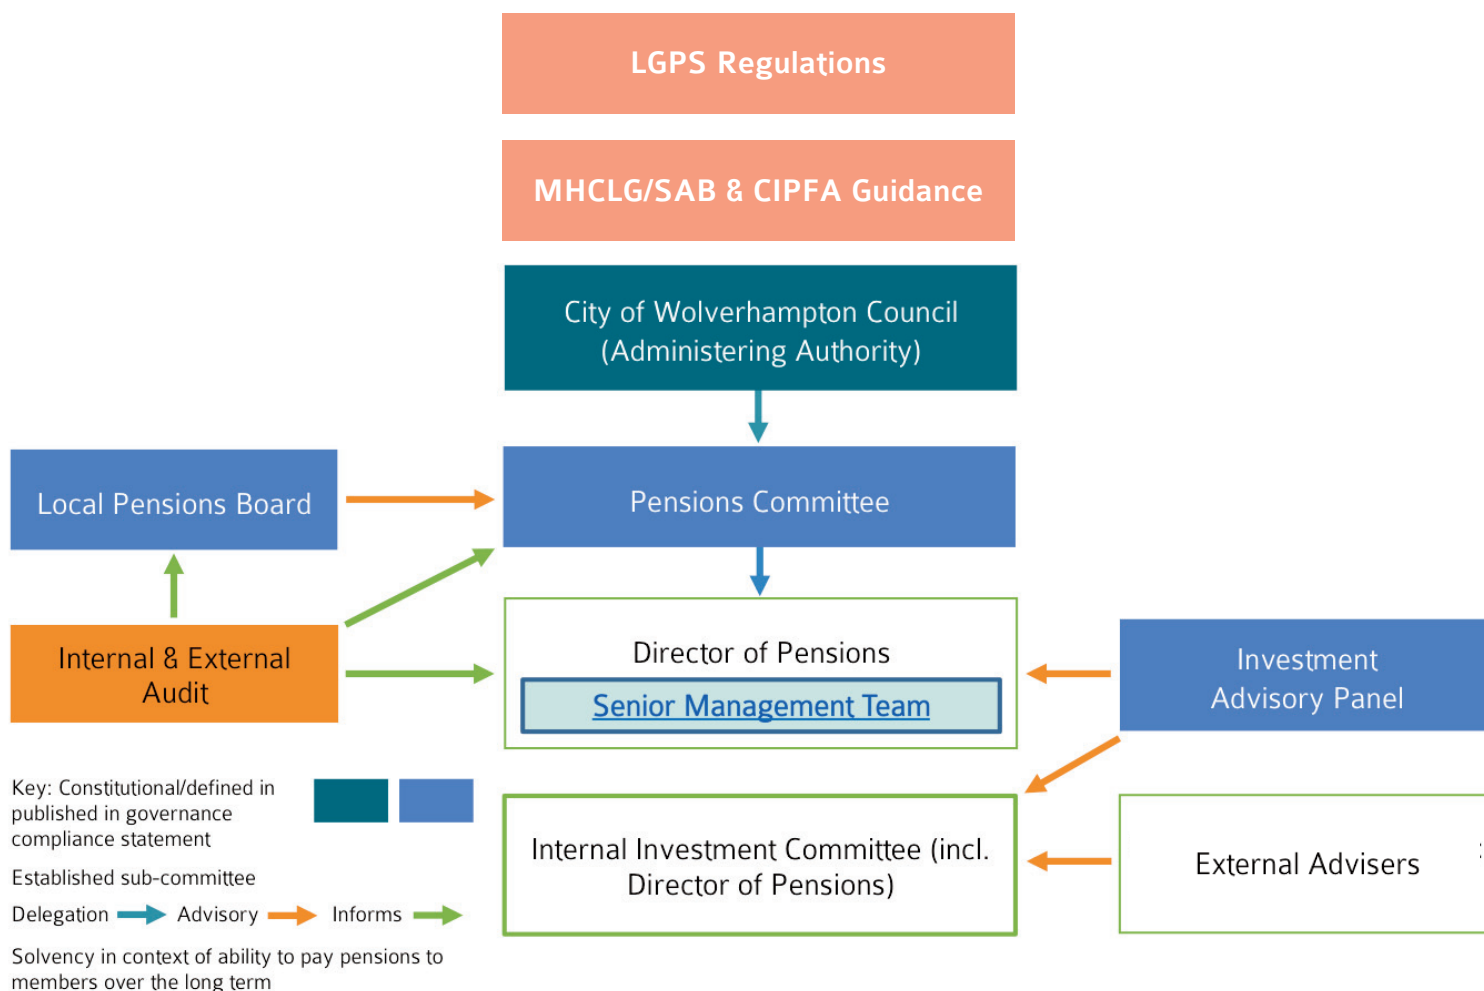 LGPS Regulations
MHCLG/SAB & CIPFA Guidance
City of Wolverhampton Council
(Administering Authority)
Local Pensions Board
Pensions Committee
Internal & External
Audit
Director of Pensions
Senior Management Team
Investment
Advisory Panel
Key: Constitutional/defined in
published in governance
compliance statement
Established sub-committee
Delegation Advisory Informs
Solvency in context of ability to pay pensions to
members over the long term
Internal Investment Committee (incl.
Director of Pensions)
External Advisers